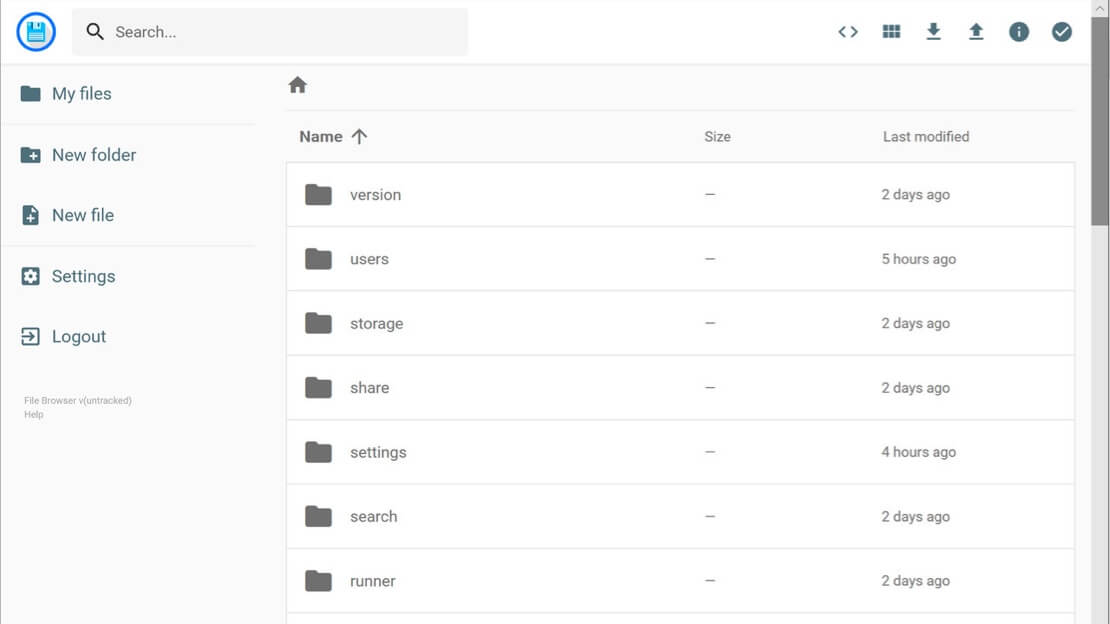 Search...
My files
New folder
New file
Settings
Logout
File Browser v(untracked)
Help
Name Size Last modified
version — 2 days ago
users — 5 hours ago
storage — 2 days ago
share — 2 days ago
settings — 4 hours ago
search — 2 days ago
runner — 2 days ago